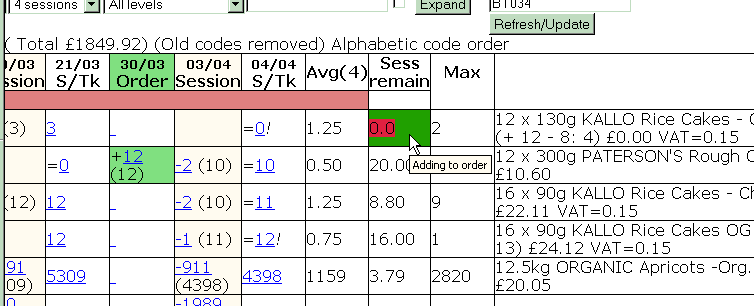 4 sessions All levels Expand BT034
Refresh/Update
( Total £1849.92) (Old codes removed) Alphabetic code order
/03 21/03 30/03 03/04 04/04 Avg(4) Sess Max
ssion S/Tk Order Session S/Tk remain
(3) 3 _ =0! 1.25 0.0 2 12 x 130g KALLO Rice Cakes -
(+ 12 - 8: 4) £0.00 VAT=0.15
Adding to order
=0 +12 (12) -2 (10) =10 0.50 20.00 12 x 300g PATERSON'S Rough
£10.60
(12) 12 _ -2 (10) =11 1.25 8.80 9 16 x 90g KALLO Rice Cakes - Ch
£22.11 VAT=0.15
12 _ -1 (11) =12! 0.75 16.00 1 16 x 90g KALLO Rice Cakes OG
13) £24.12 VAT=0.15
91 5309 _ -911 4398 1159 3.79 2820 12.5kg ORGANIC Apricots -Org.
09) (4398) £20.05
-1989